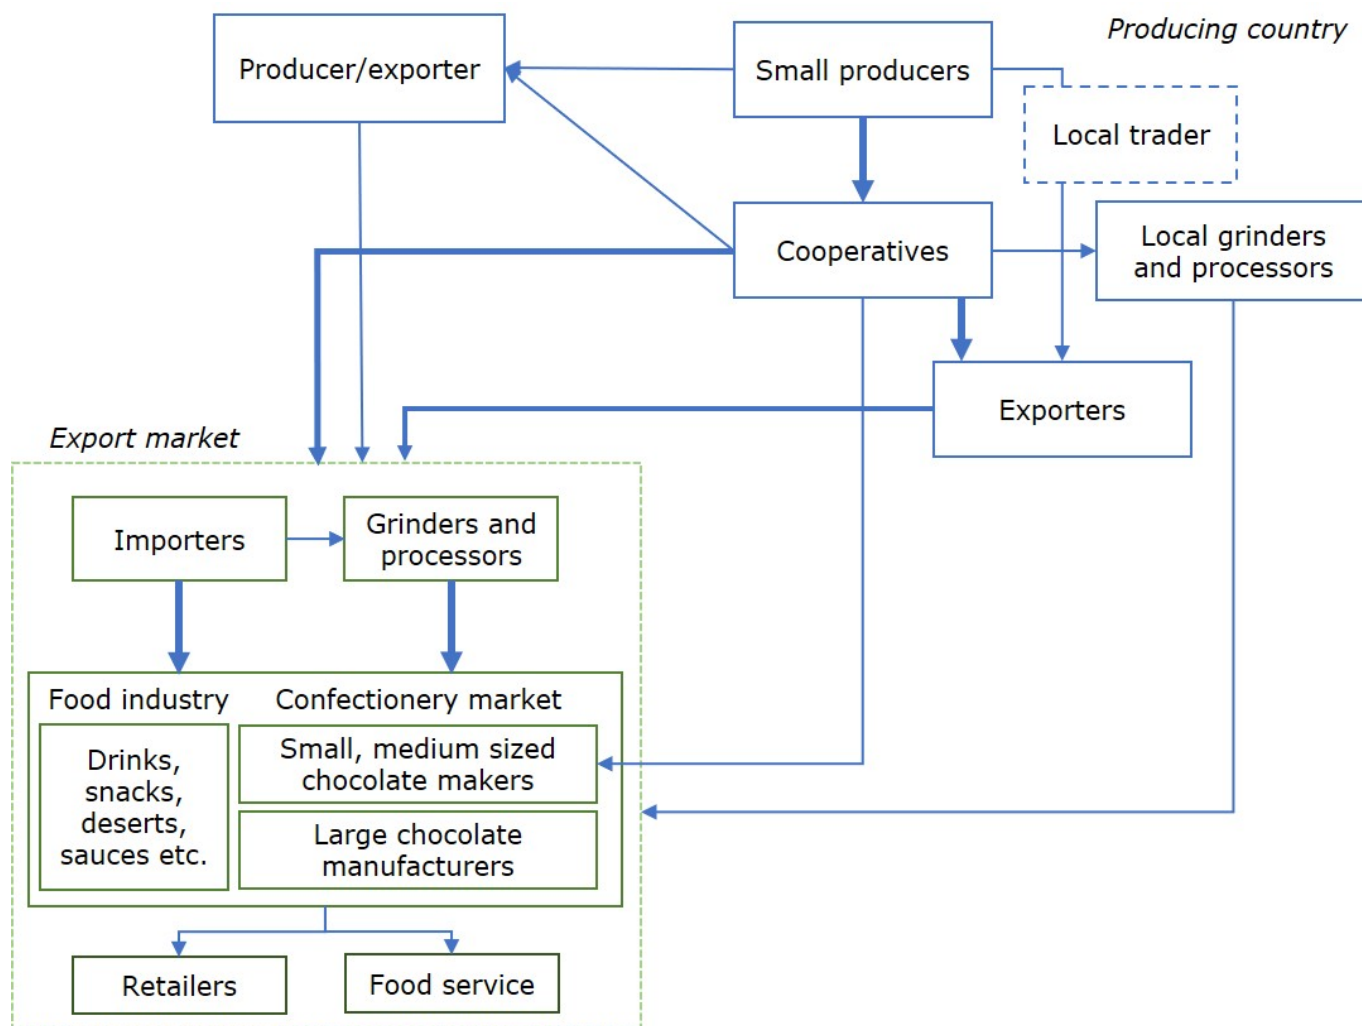 Producing country
Producer/exporter
Small producers
Local trader
Cooperatives
Local grinders
and processors
Exporters
Export market
Importers
Grinders and
processors
Food industry
Confectionery market
Drinks,
snacks,
deserts,
sauces etc.
Small, medium sized
chocolate makers
Large chocolate
manufacturers
Retailers
Food service